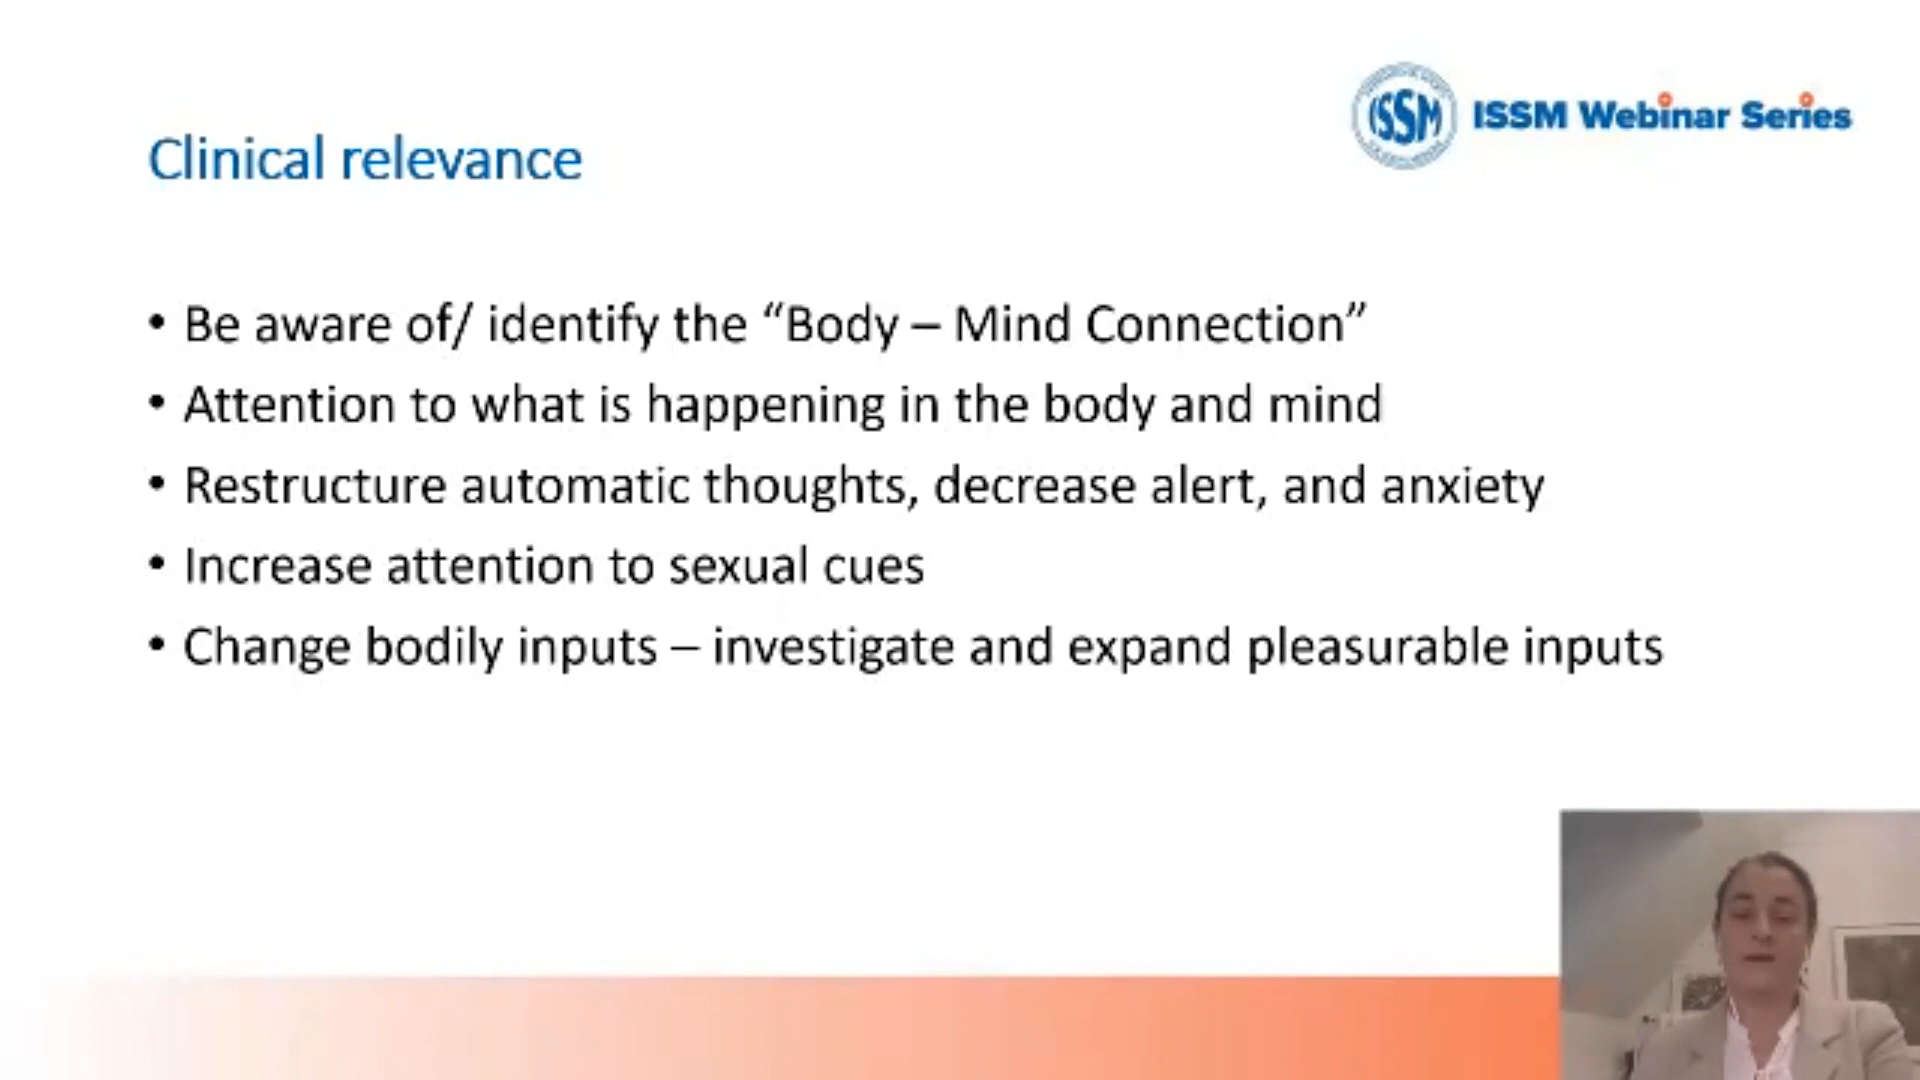 ISSM
ISSM Webinar Series
Clinical relevance
• Be aware of/ identify the “Body – Mind Connection”
• Attention to what is happening in the body and mind
• Restructure automatic thoughts, decrease alert, and anxiety
• Increase attention to sexual cues
• Change bodily inputs – investigate and expand pleasurable inputs